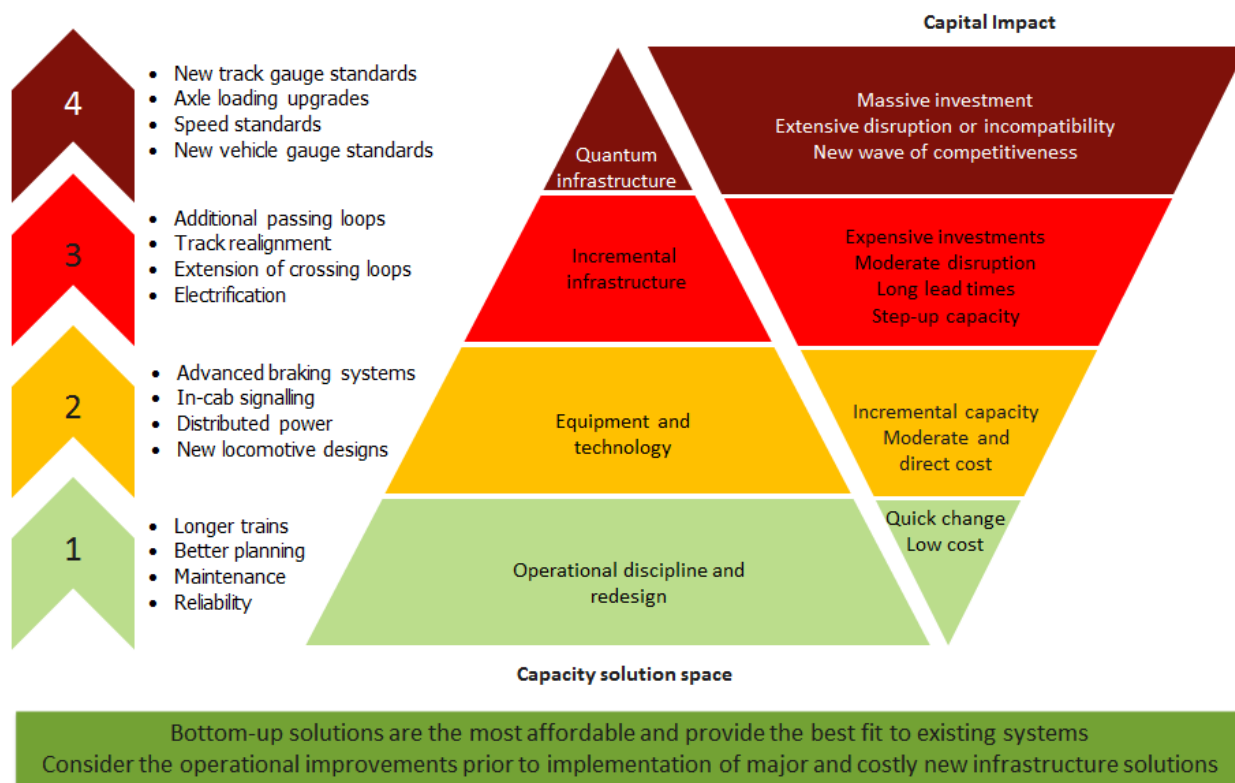 Capital Impact
4
• New track gauge standards
• Axle loading upgrades
• Speed standards
• New vehicle gauge standards
Quantum
infrastructure
Massive investment
Extensive disruption or incompatibility
New wave of competitiveness
3
• Additional passing loops
• Track realignment
• Extension of crossing loops
• Electrification
Incremental
infrastructure
Expensive investments
Moderate disruption
Long lead times
Step-up capacity
2
• Advanced braking systems
• In-cab signalling
• Distributed power
• New locomotive designs
Equipment and
technology
Incremental capacity
Moderate and
direct cost
1
• Longer trains
• Better planning
• Maintenance
• Reliability
Operational discipline and
redesign
Quick change
Low cost
Capacity solution space
Bottom-up solutions are the most affordable and provide the best fit to existing systems
Consider the operational improvements prior to implementation of major and costly new infrastructure solutions